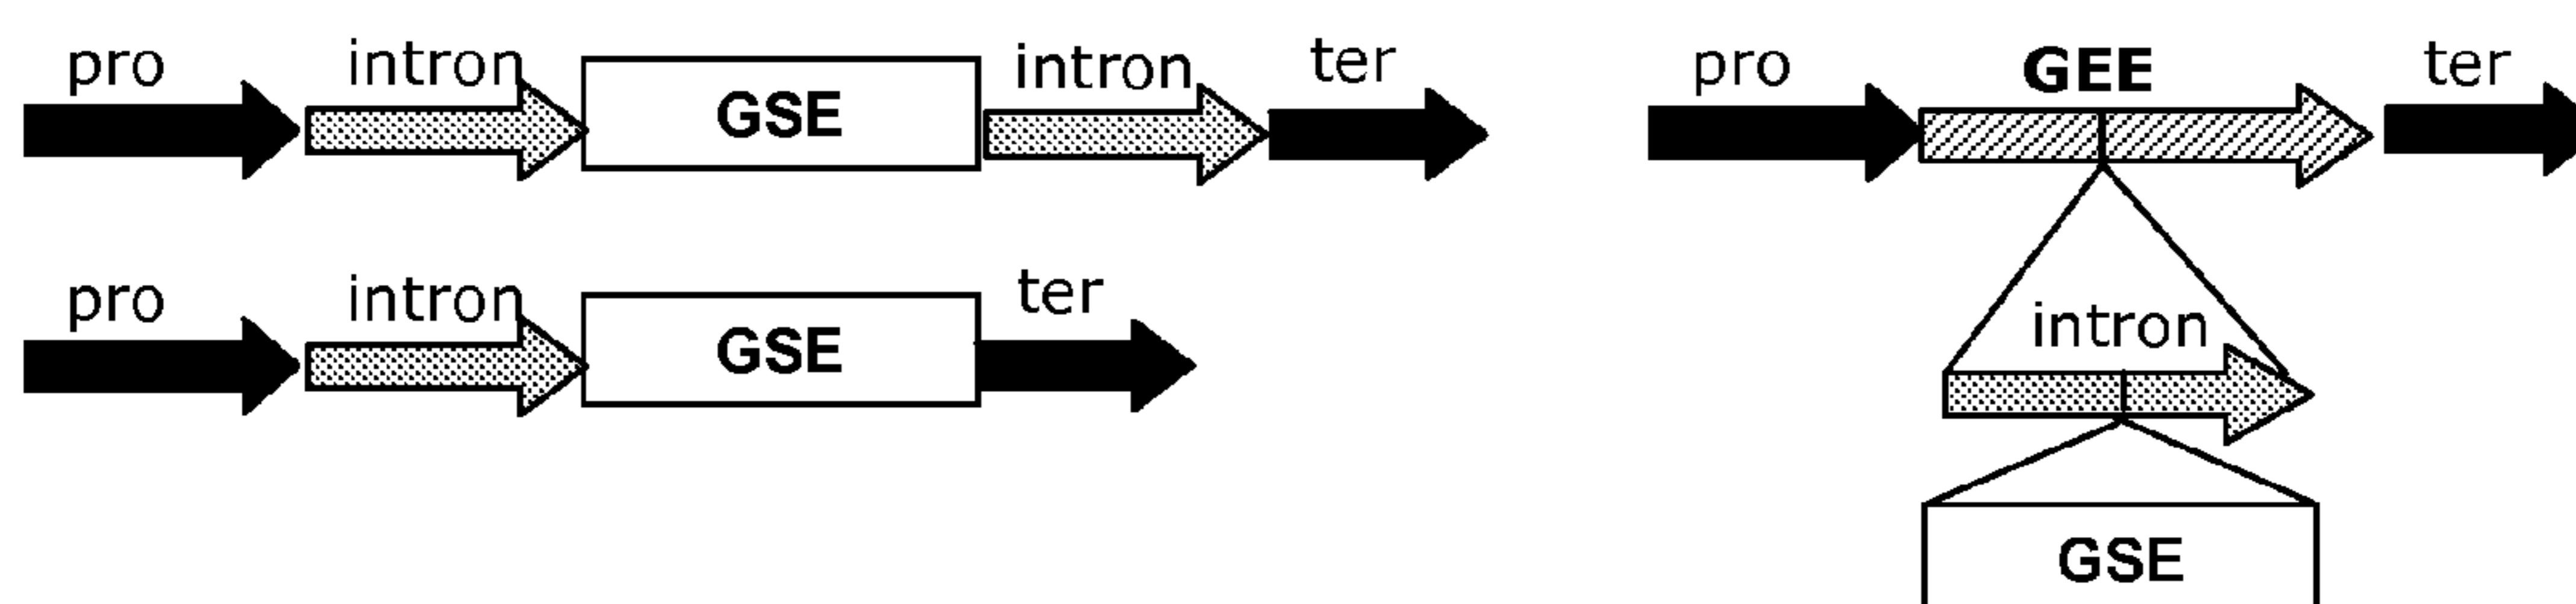 pro intron GSE intron ter
pro intron GSE ter
pro GEE ter
intron
GSE